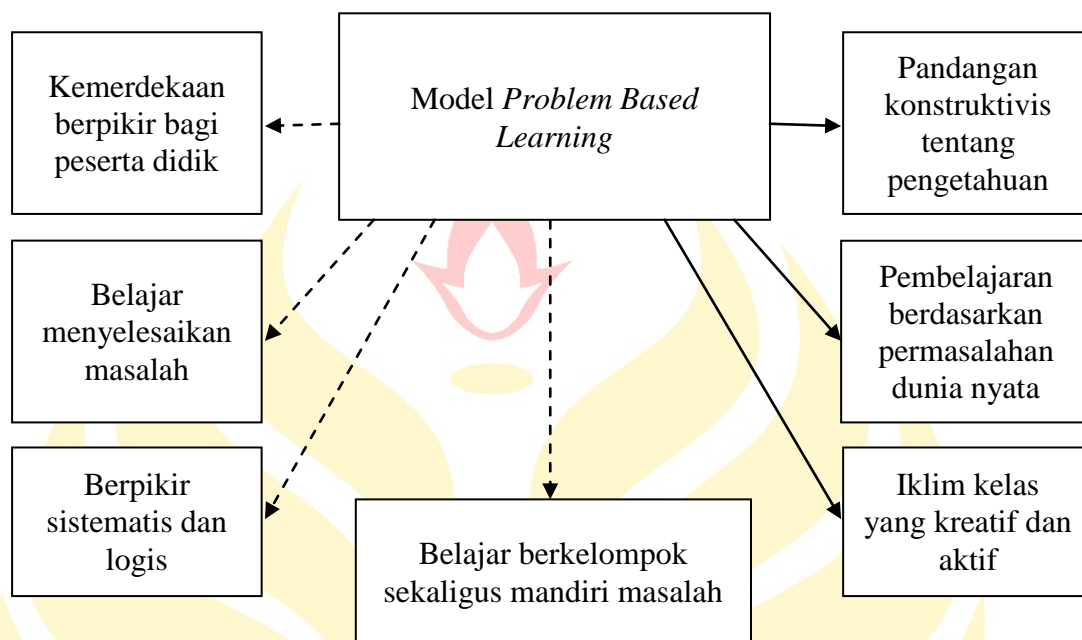 Model Problem Based
Learning
Kemerdekaan
berpikir bagi
peserta didik
Pandangan
konstruktivis
tentang
pengetahuan
Belajar
menyelesaikan
masalah
Pembelajaran
berdasarkan
permasalahan
dunia nyata
Berpikir
sistematis dan
logis
Belajar berkelompok
sekaligus mandiri masalah
Iklim kelas
yang kreatif dan
aktif